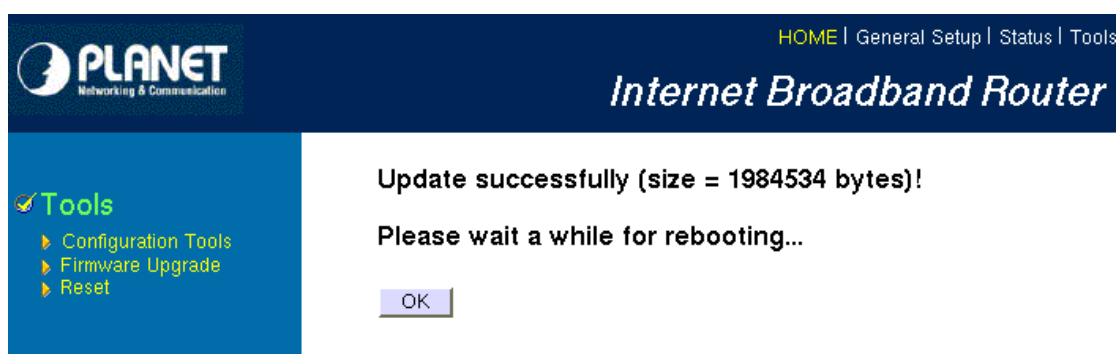 PLANET
Networking & Communication
HOME | General Setup | Status | Tools
Internet Broadband Router
Tools
Configuration Tools
Firmware Upgrade
Reset
Update successfully (size = 1984534 bytes)!
Please wait a while for rebooting...
OK